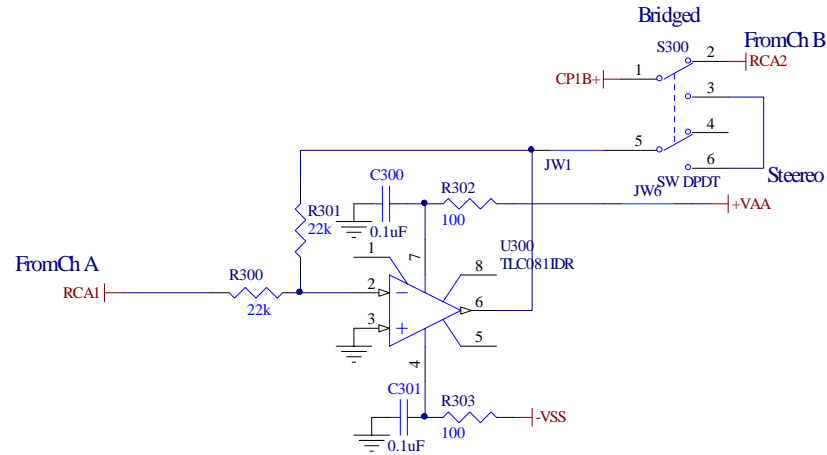 Bridged
S300
FromCh B
2
RCA2
CP1B+
1
3
4
5
JW1
6
SW DPDT
Steereo
C300
R302
JW6
+VAA
0.1uF
100
R301
22k
U300
TLC081IDR
1
7
8
FromCh A
RCA1
R300
22k
2
−
6
3
+
5
4
C301
R303
-VSS
0.1uF
100